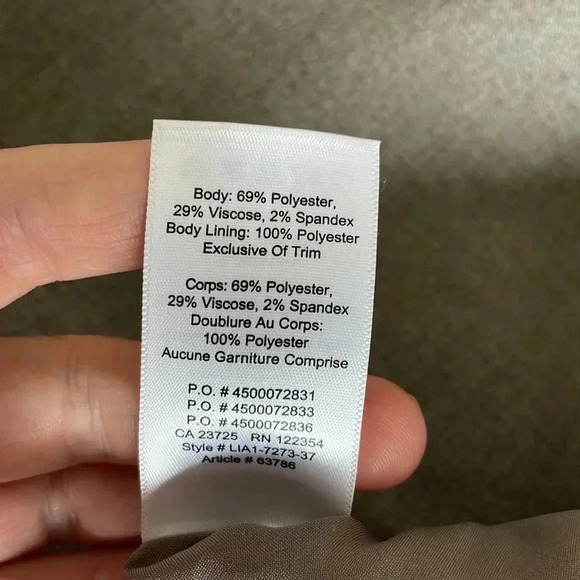 Body: 69% Polyester,
29% Viscose, 2% Spandex
Body Lining: 100% Polyester
Exclusive Of Trim
Corps: 69% Polyester,
29% Viscose, 2% Spandex
Doublure Au Corps:
100% Polyester
Aucune Garniture Comprise
P.O. # 4500072831
P.O. # 4500072833
P.O. # 4500072836
CA 23725 RN 122354
Style # LIA1-7273-37
Article # 63786